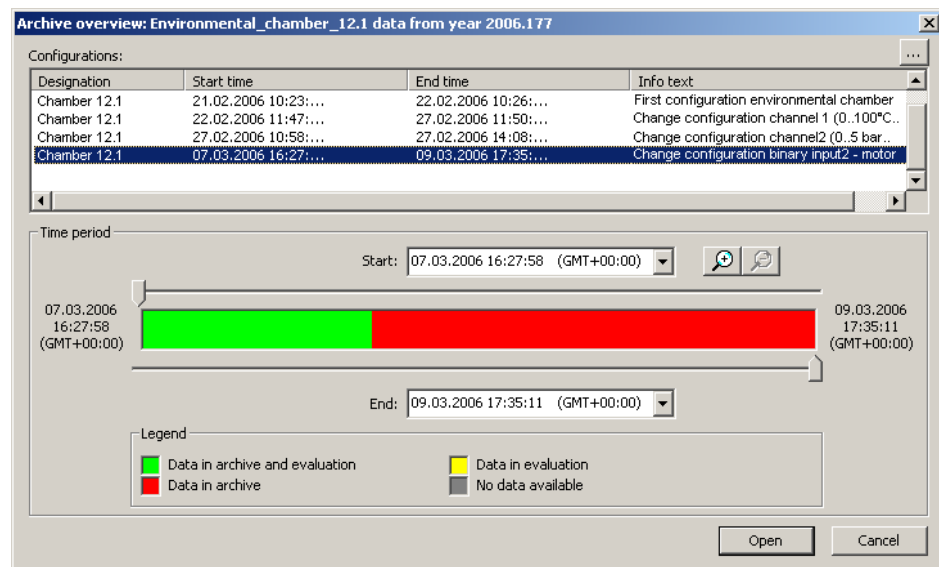 Archive overview: Environmental_chamber_12.1 data from year 2006.177
Configurations:
...
Designation Start time End time Info text
Chamber 12.1 21.02.2006 10:23:... 22.02.2006 10:26:... First configuration environmental chamber
Chamber 12.1 22.02.2006 11:47:... 27.02.2006 11:50:... Change configuration channel 1 (0..100°C..
Chamber 12.1 27.02.2006 10:58:... 27.02.2006 14:08:... Change configuration channel2 (0..5 bar..
Chamber 12.1 07.03.2006 16:27:... 09.03.2006 17:35:... Change configuration binary input2 - motor
Time period
Start: 07.03.2006 16:27:58 (GMT+00:00)
07.03.2006
16:27:58
(GMT+00:00)
09.03.2006
17:35:11
(GMT+00:00)
End: 09.03.2006 17:35:11 (GMT+00:00)
Legend
Data in archive and evaluation Data in evaluation
Data in archive No data available
Open Cancel